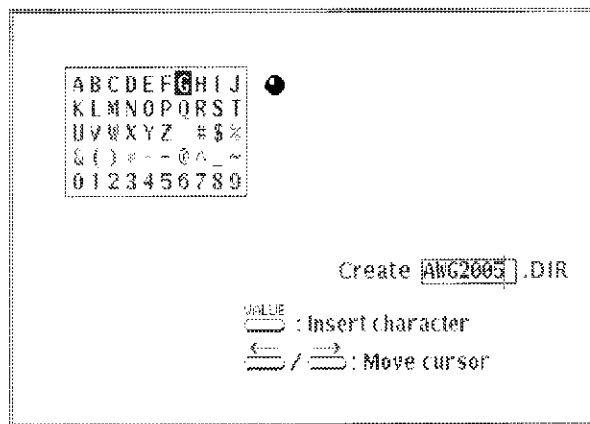 ABCDEFGHIJ
KLMNOPQRST
UVWXYZ #$%
&()*--@^_~
0123456789
Create AWG2005 .DIR
VALUE
: Insert character
← / → : Move cursor